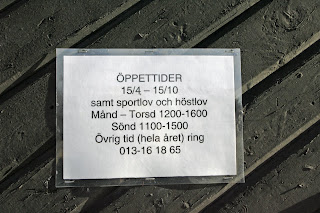 ÖPPETTIDER
15/4 – 15/10
samt sportlov och höstlov
Månd – Torsd 1200-1600
Sönd 1100-1500
Övrig tid (hela året) ring
013-16 18 65